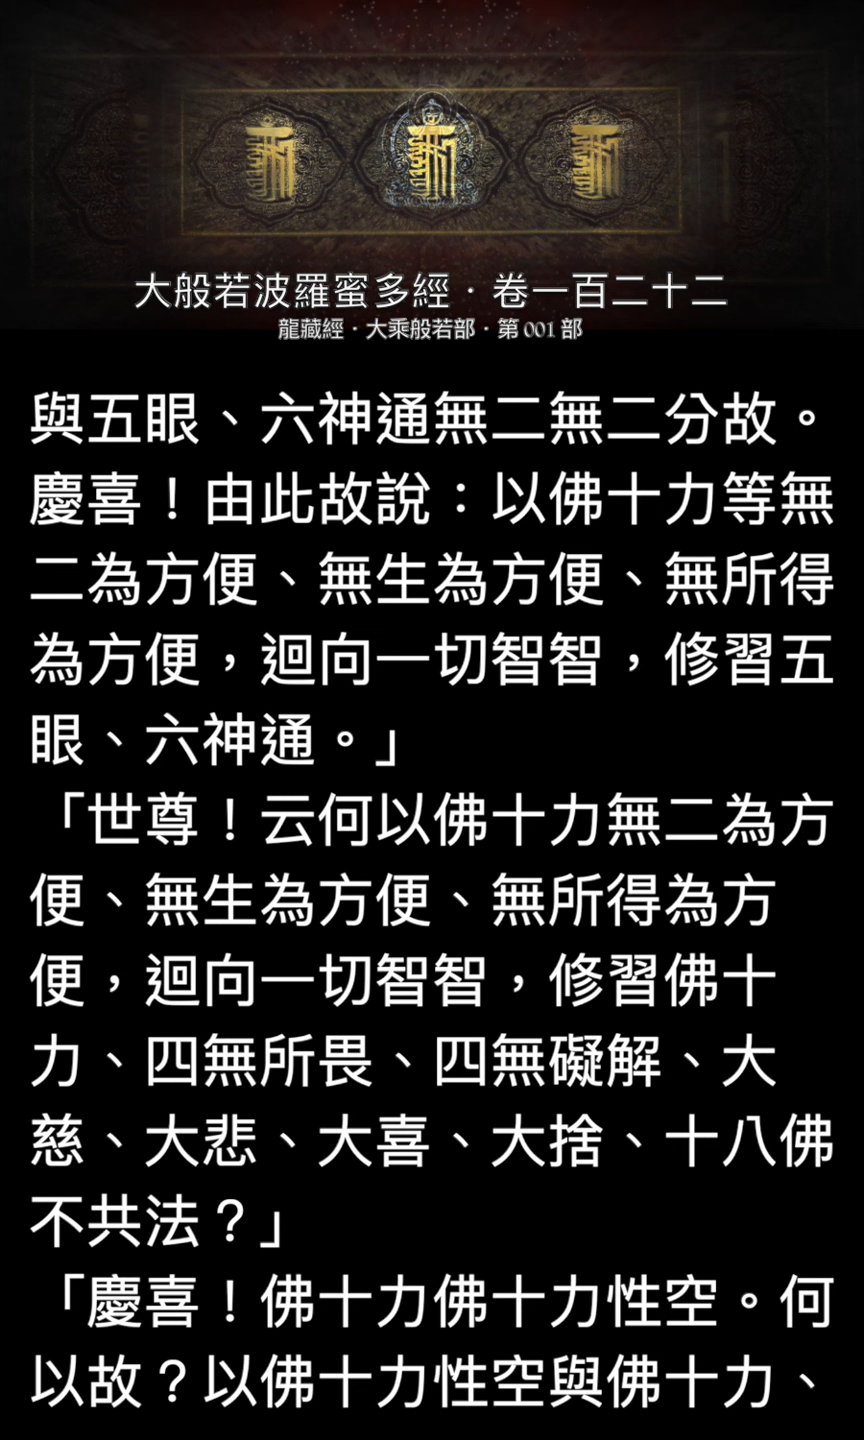 大般若波羅蜜多經．卷一百二十二
龍藏經．大乘般若部．第 001 部
與五眼、六神通無二無二分故。
慶喜！由此故說：以佛十力等無
二為方便、無生為方便、無所得
為方便，迴向一切智智，修習五
眼、六神通。」
「世尊！云何以佛十力無二為方
便、無生為方便、無所得為方
便，迴向一切智智，修習佛十
力、四無所畏、四無礙解、大
慈、大悲、大喜、大捨、十八佛
不共法？」
「慶喜！佛十力佛十力性空。何
以故？以佛十力性空與佛十力、